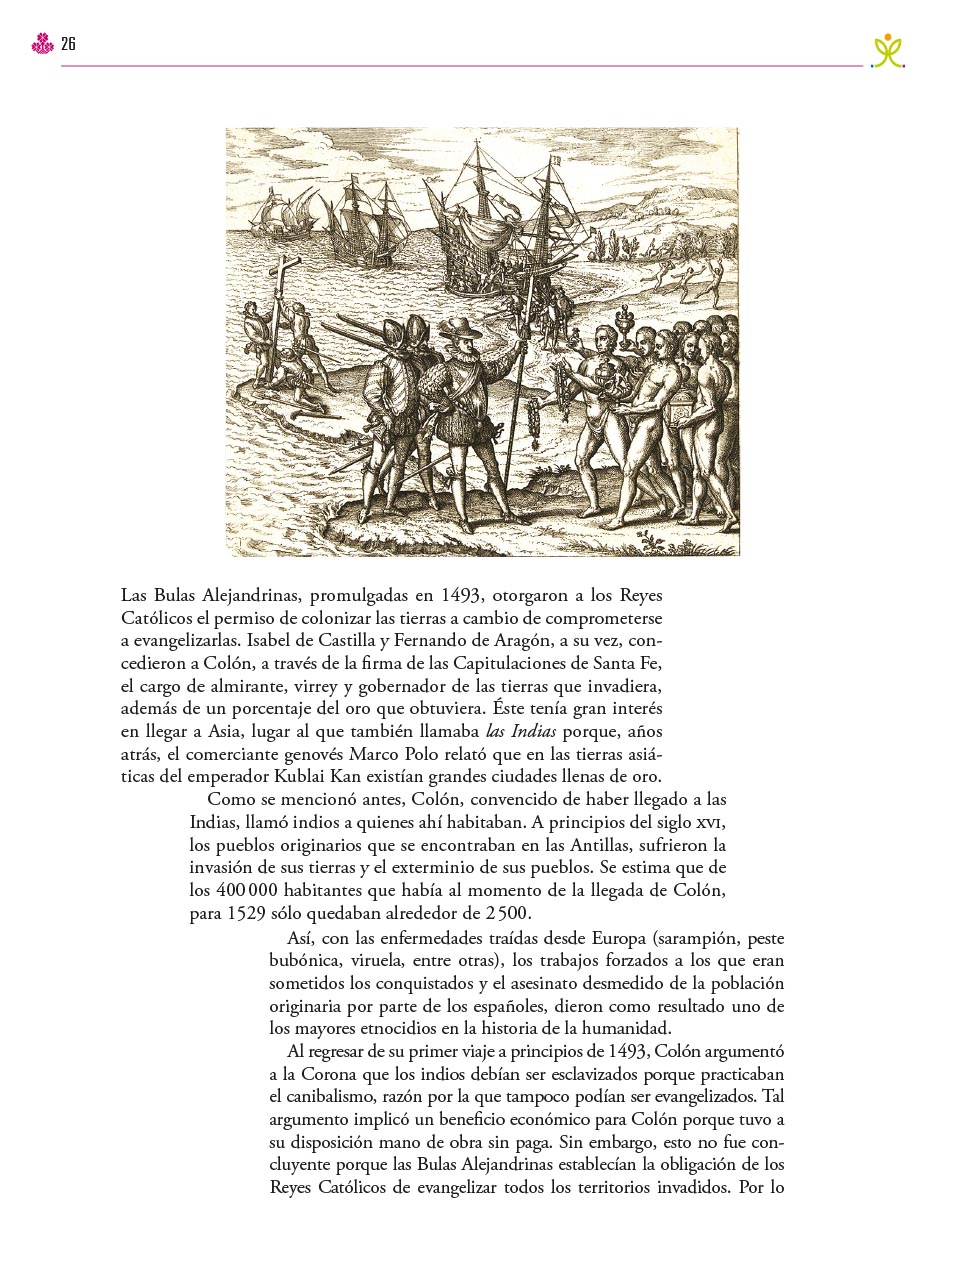 26
Las Bulas Alejandrinas, promulgadas en 1493, otorgaron a los Reyes
Católicos el permiso de colonizar las tierras a cambio de comprometerse
a evangelizarlas. Isabel de Castilla y Fernando de Aragón, a su vez, con-
cedieron a Colón, a través de la firma de las Capitulaciones de Santa Fe,
el cargo de almirante, virrey y gobernador de las tierras que invadiera,
además de un porcentaje del oro que obtuviera. Éste tenía gran interés
en llegar a Asia, lugar al que también llamaba las Indias porque, años
atrás, el comerciante genovés Marco Polo relató que en las tierras asiá-
ticas del emperador Kublai Kan existían grandes ciudades llenas de oro.
Como se mencionó antes, Colón, convencido de haber llegado a las
Indias, llamó indios a quienes ahí habitaban. A principios del siglo XVI,
los pueblos originarios que se encontraban en las Antillas, sufrieron la
invasión de sus tierras y el exterminio de sus pueblos. Se estima que de
los 400 000 habitantes que había al momento de la llegada de Colón,
para 1529 sólo quedaban alrededor de 2 500.
Así, con las enfermedades traídas desde Europa (sarampión, peste
bubónica, viruela, entre otras), los trabajos forzados a los que eran
sometidos los conquistados y el asesinato desmedido de la población
originaria por parte de los españoles, dieron como resultado uno de
los mayores etnocidios en la historia de la humanidad.
Al regresar de su primer viaje a principios de 1493, Colón argumentó
a la Corona que los indios debían ser esclavizados porque practicaban
el canibalismo, razón por la que tampoco podían ser evangelizados. Tal
argumento implicó un beneficio económico para Colón porque tuvo a
su disposición mano de obra sin paga. Sin embargo, esto no fue con-
cluyente porque las Bulas Alejandrinas establecían la obligación de los
Reyes Católicos de evangelizar todos los territorios invadidos. Por lo